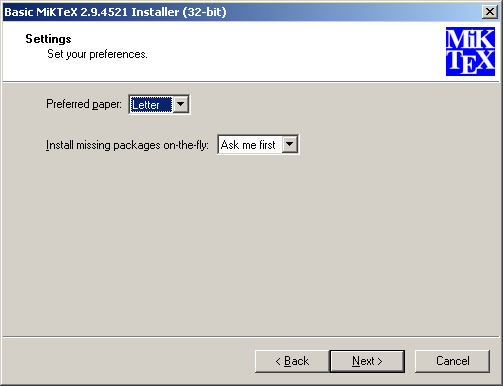 Basic MiKTeX 2.9.4521 Installer (32-bit)
Settings
Set your preferences.
MiK
TEX
Preferred paper: Letter
Install missing packages on-the-fly: Ask me first
< Back Next > Cancel